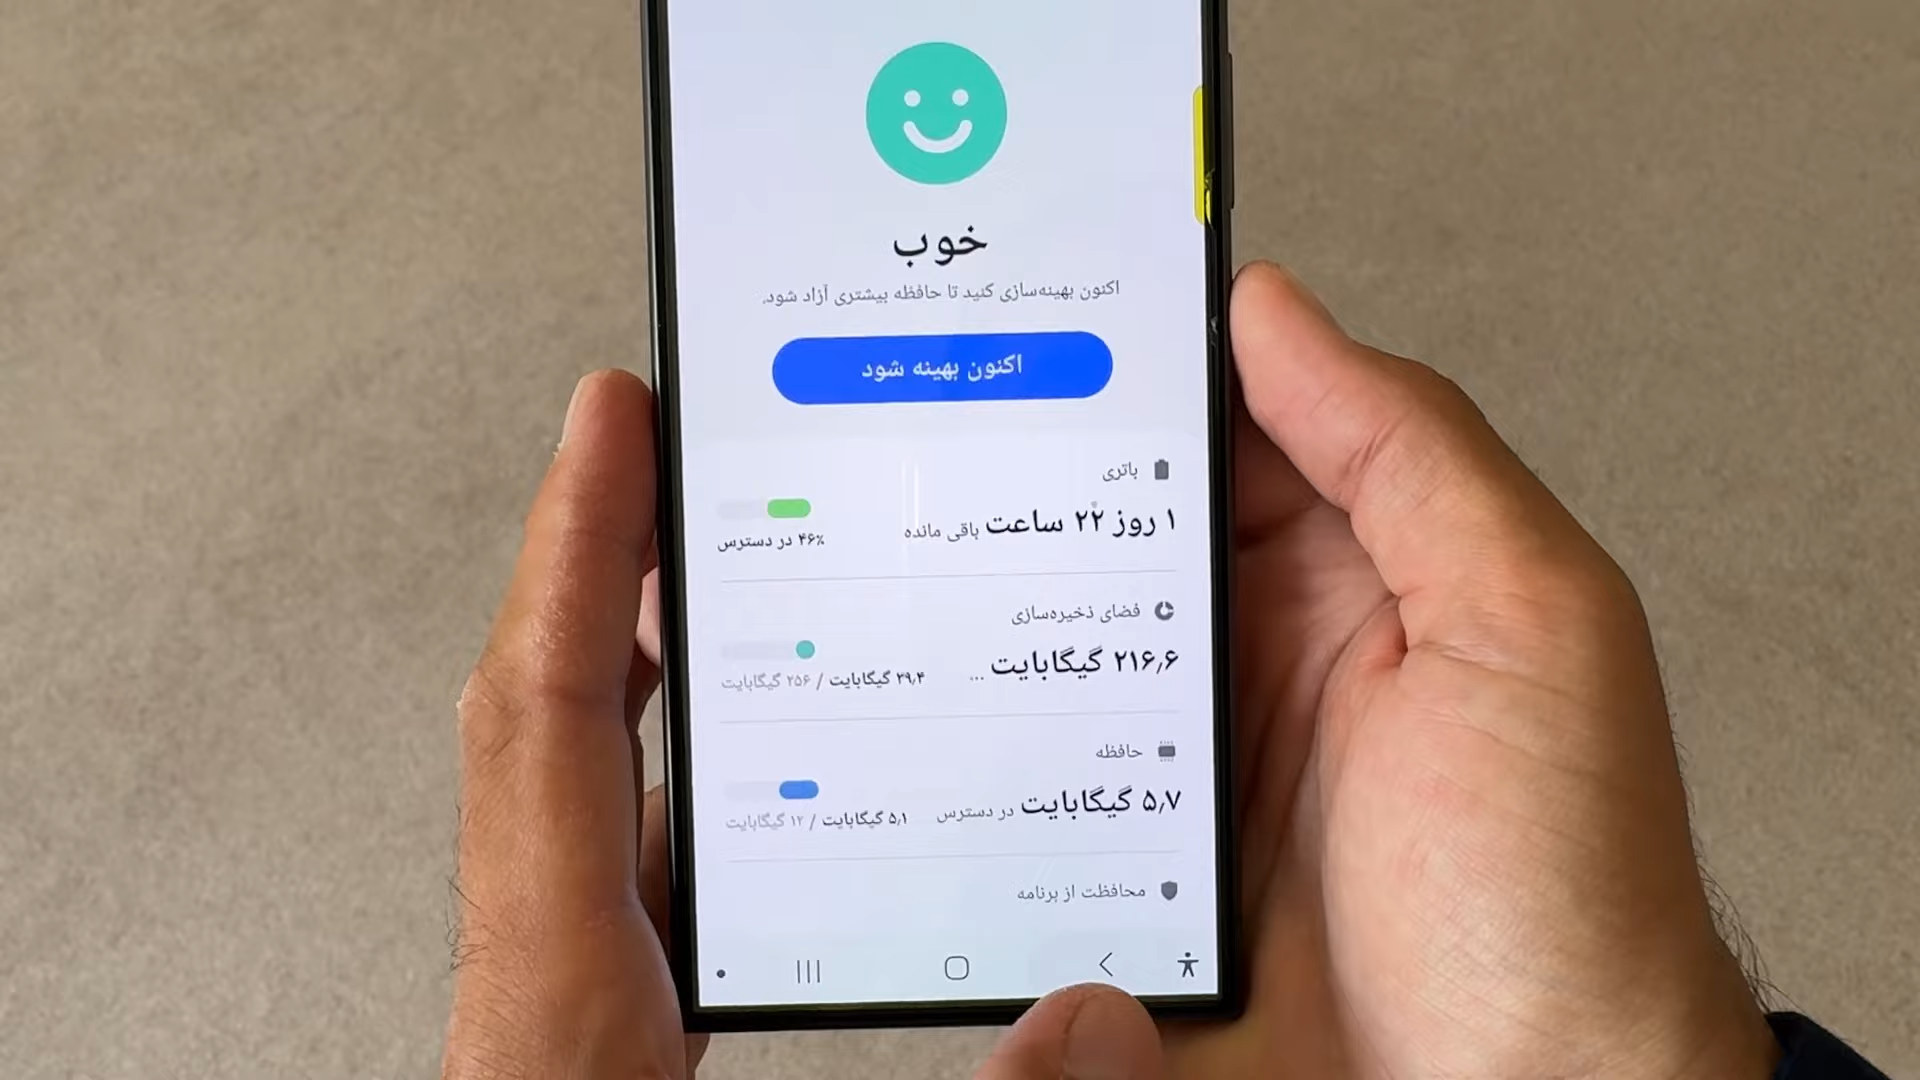 خوب
اکنون بهینه‌سازی کنید تا حافظه بیشتری آزاد شود.
اکنون بهینه شود
باتری
۱ روز ۲۲ ساعت باقی مانده
۴۶٪ در دسترس
فضای ذخیره‌سازی
۲۱۶٫۶ گیگابایت ...
۳۹٫۴ گیگابایت / ۲۵۶ گیگابایت
حافظه
۵٫۷ گیگابایت در دسترس
۵٫۱ گیگابایت / ۱۲ گیگابایت
محافظت از برنامه